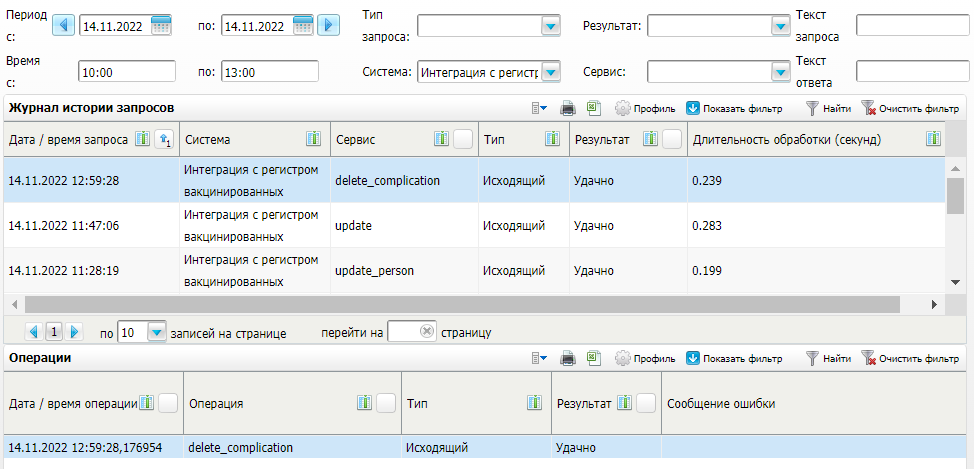 Период с: 14.11.2022 по: 14.11.2022 Тип запроса: Результат: Текст запроса
Время с: 10:00 по: 13:00 Система: Интеграция с регистр Сервис: Текст ответа
Журнал истории запросов Профиль Показать фильтр Найти Очистить фильтр
Дата / время запроса 1 Система Сервис Тип Результат Длительность обработки (секунд)
14.11.2022 12:59:28 Интеграция с регистром вакцинированных delete_complication Исходящий Удачно 0.239
14.11.2022 11:47:06 Интеграция с регистром вакцинированных update Исходящий Удачно 0.283
14.11.2022 11:28:19 Интеграция с регистром вакцинированных update_person Исходящий Удачно 0.199
1 по 10 записей на странице перейти на страницу
Операции Профиль Показать фильтр Найти Очистить фильтр
Дата / время операции Операция Тип Результат Сообщение ошибки
14.11.2022 12:59:28,176954 delete_complication Исходящий Удачно